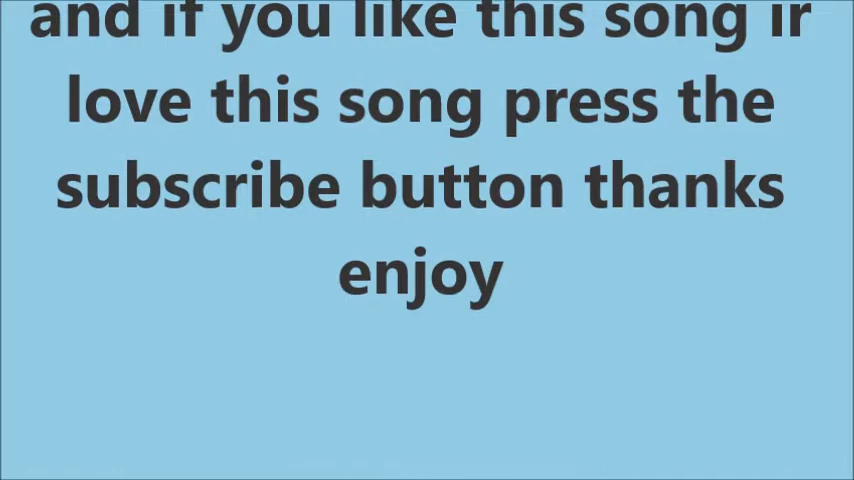 and if you like this song ir
love this song press the
subscribe button thanks
enjoy